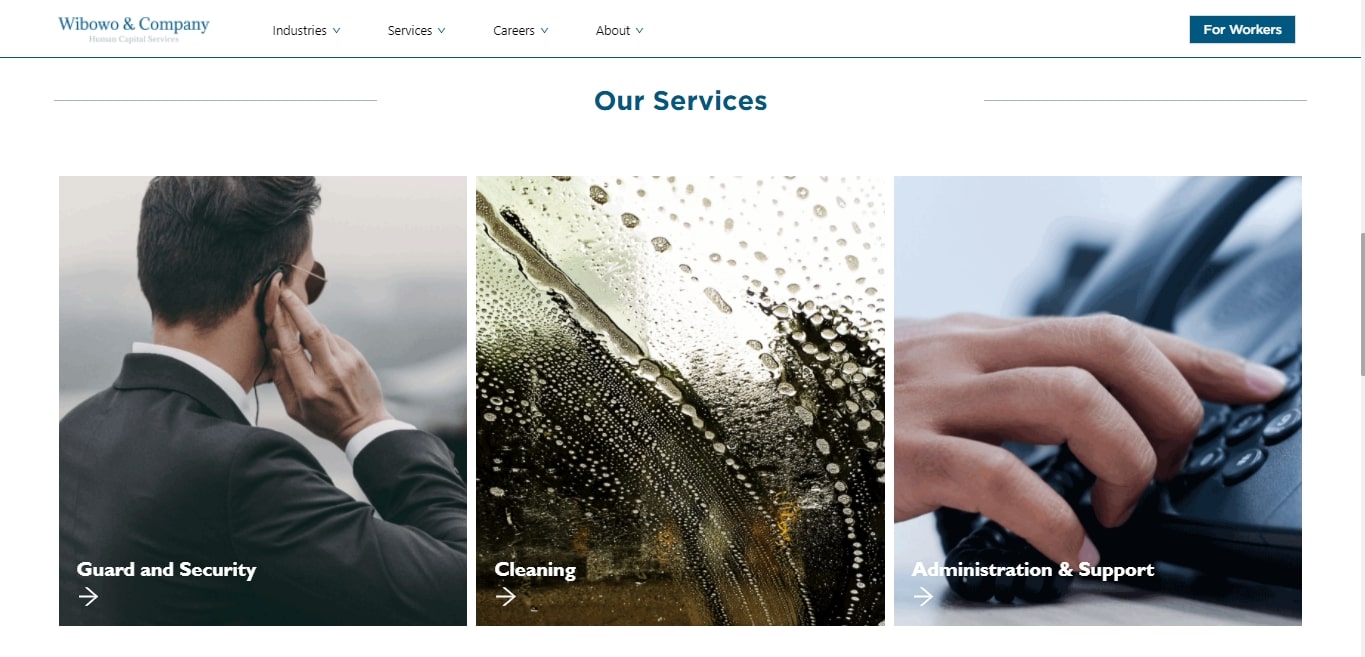 Wibowo & Company
Human Capital Services
Industries
Services
Careers
About
For Workers
Our Services
Guard and Security
Cleaning
Administration & Support